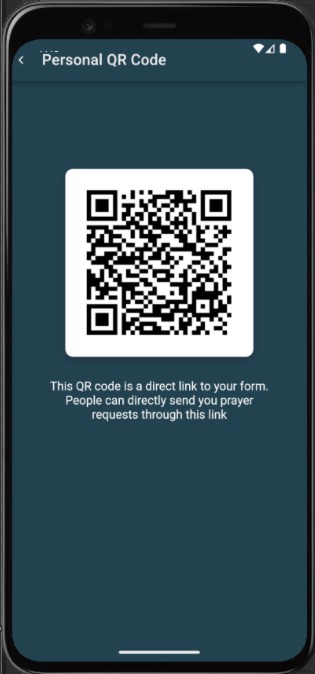 Personal QR Code
This QR code is a direct link to your form.
People can directly send you prayer
requests through this link